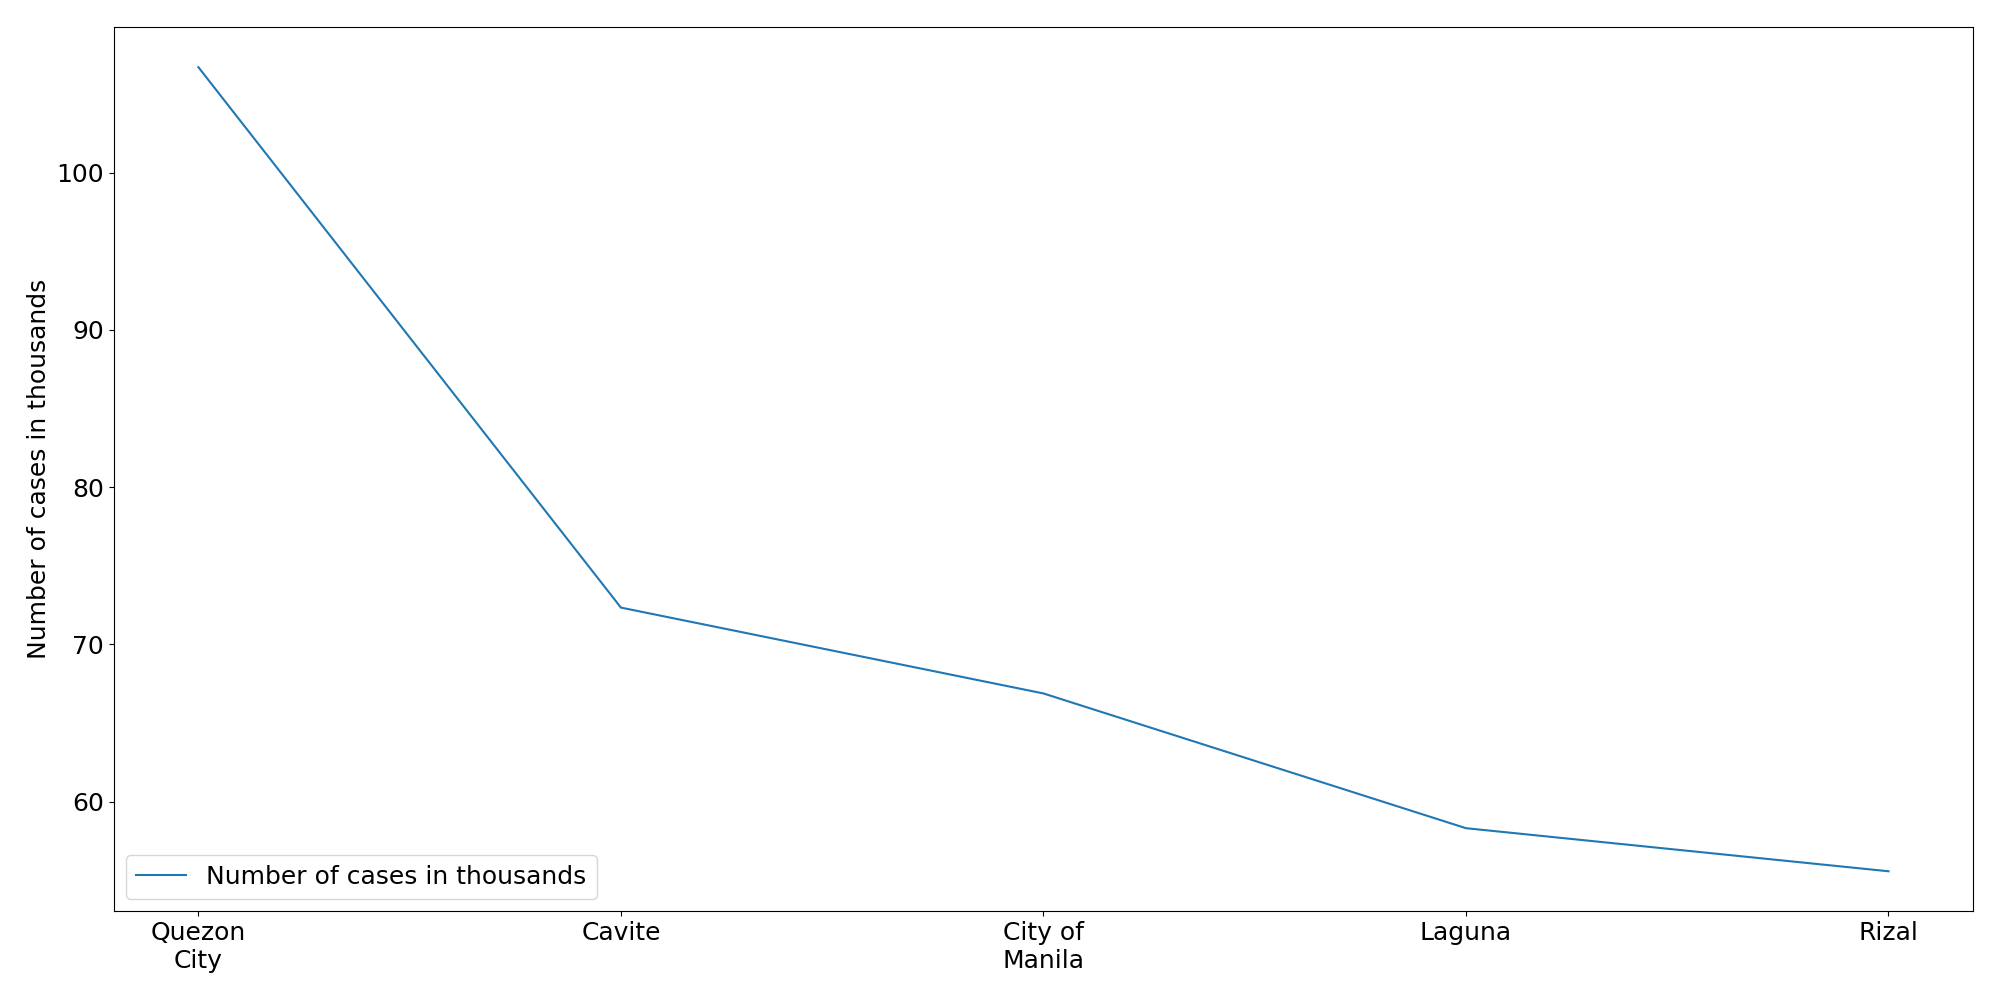 Number of cases in thousands
100
90
80
70
60
Number of cases in thousands
Quezon
City
Cavite
City of
Manila
Laguna
Rizal